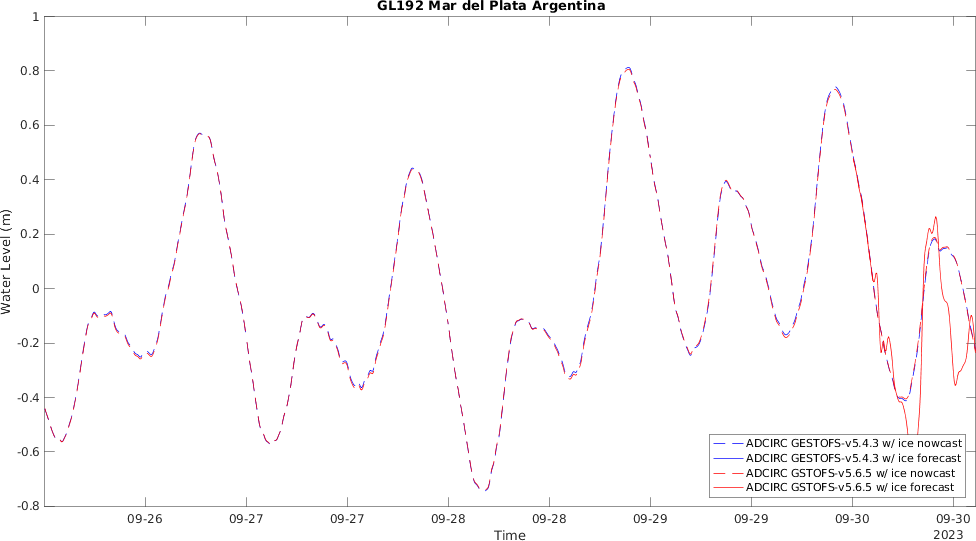 GL192 Mar del Plata Argentina
1
0.8
0.6
0.4
0.2
0
-0.2
-0.4
-0.6
-0.8
Water Level (m)
09-26
09-27
09-27
09-28
09-28
09-29
09-29
09-30
09-30
2023
Time
ADCIRC GESTOFS-v5.4.3 w/ ice nowcast
ADCIRC GESTOFS-v5.4.3 w/ ice forecast
ADCIRC GSTOFS-v5.6.5 w/ ice nowcast
ADCIRC GSTOFS-v5.6.5 w/ ice forecast